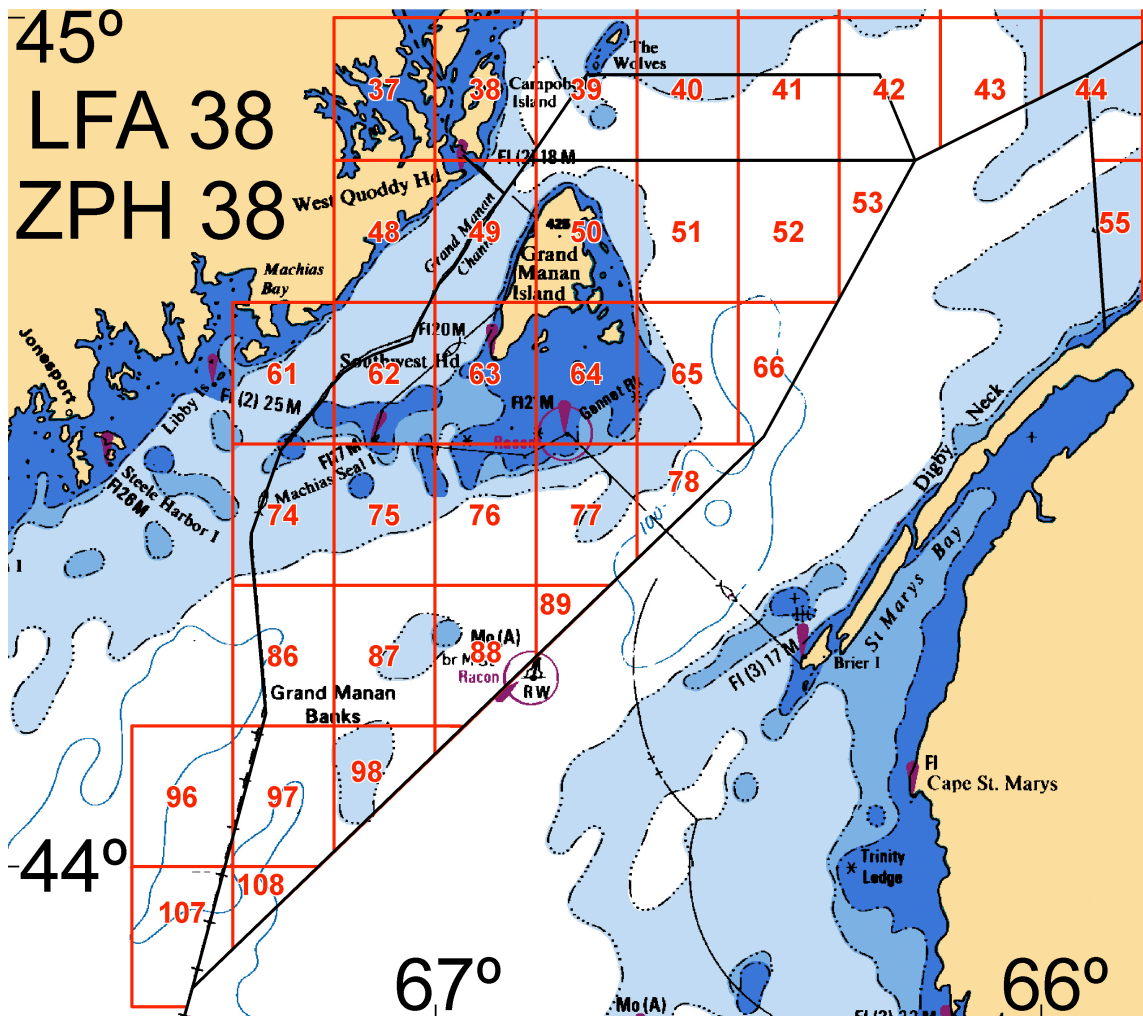 45º
LFA 38
ZPH 38
The
Wolves
37
38
Campob
Island
39
40
41
42
43
44
Fl (2) 18 M
West Quoddy Hd
Grand Manan
Chann
48
49
425
50
51
52
53
55
Grand
Manan
Island
Machias
Bay
Jonesport
Fl 20 M
Southwest Hd
61
62
63
64
65
66
Libby Is
Fl (2) 25 M
Fl 21 M
Gannet Rk
Racon
Fl 17 M
Machias Seal I
Steele Harbor I
Fl 26 M
Digby Neck
74
75
76
77
78
100
1
St Marys Bay
89
Mo (A)
86
87
88
Racon
RW
Fl (3) 17 M
Brier I
Grand Manan
Banks
96
97
98
Fl
Cape St. Marys
44º
Trinity
Ledge
107
108
67º
66º
Mo (A)